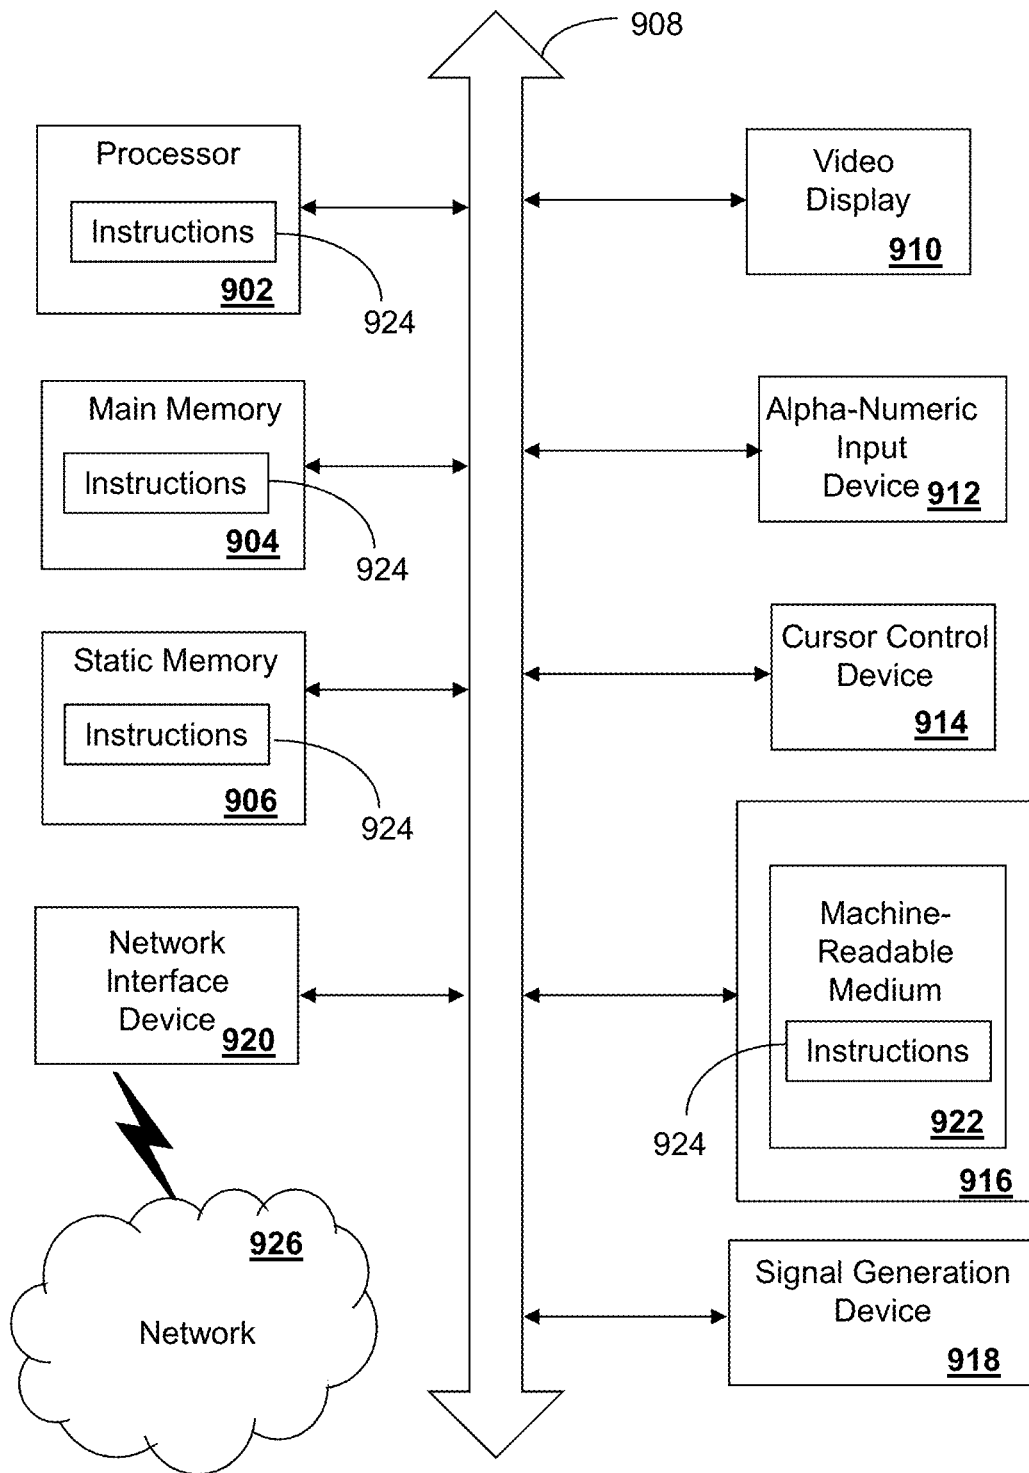 908
Processor
Instructions
902
924
Main Memory
Instructions
904
924
Static Memory
Instructions
906
924
Network
Interface
Device
920
926
Network
Video
Display
910
Alpha-Numeric
Input
Device
912
Cursor Control
Device
914
Machine-
Readable
Medium
Instructions
922
924
916
Signal Generation
Device
918